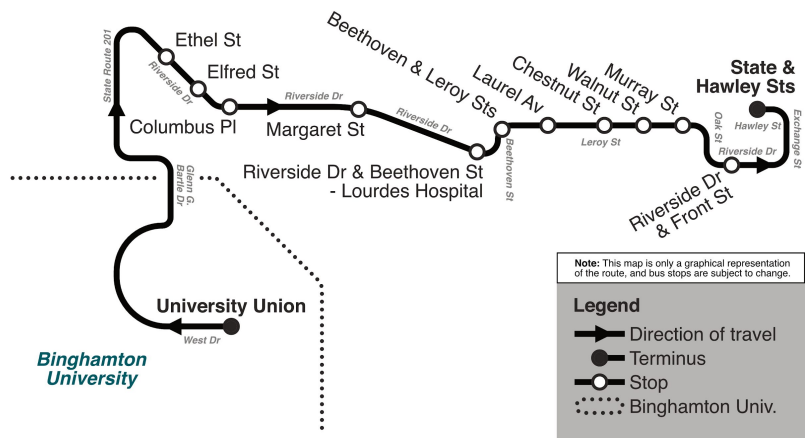 State Route 201
Ethel St
Riverside Dr
Elfred St
Columbus Pl
Riverside Dr
Margaret St
Riverside Dr
Riverside Dr & Beethoven St
- Lourdes Hospital
Beethoven & Leroy Sts
Beethoven St
Laurel Av
Chestnut St
Leroy St
Walnut St
Murray St
Oak St
Riverside Dr
Riverside Dr
& Front St
State &
Hawley Sts
Hawley St
Exchange St
Glenn G.
Bartle Dr
University Union
West Dr
Binghamton
University
Note: This map is only a graphical representation
of the route, and bus stops are subject to change.
Legend
Direction of travel
Terminus
Stop
Binghamton Univ.